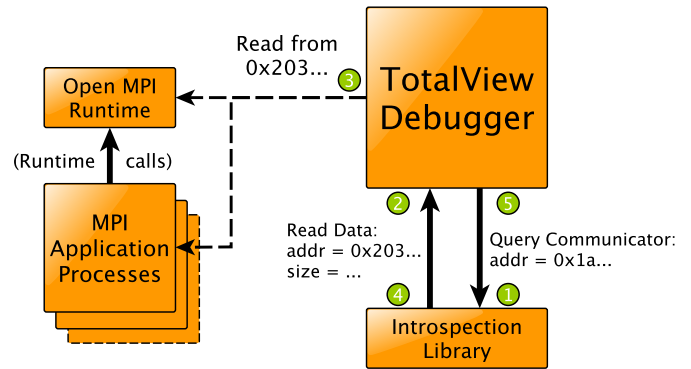 Read from
0x203...
3
TotalView
Debugger
Open MPI
Runtime
(Runtime calls)
MPI
Application
Processes
2
5
Read Data:
addr = 0x203...
size = ...
Query Communicator:
addr = 0x1a...
4
1
Introspection
Library